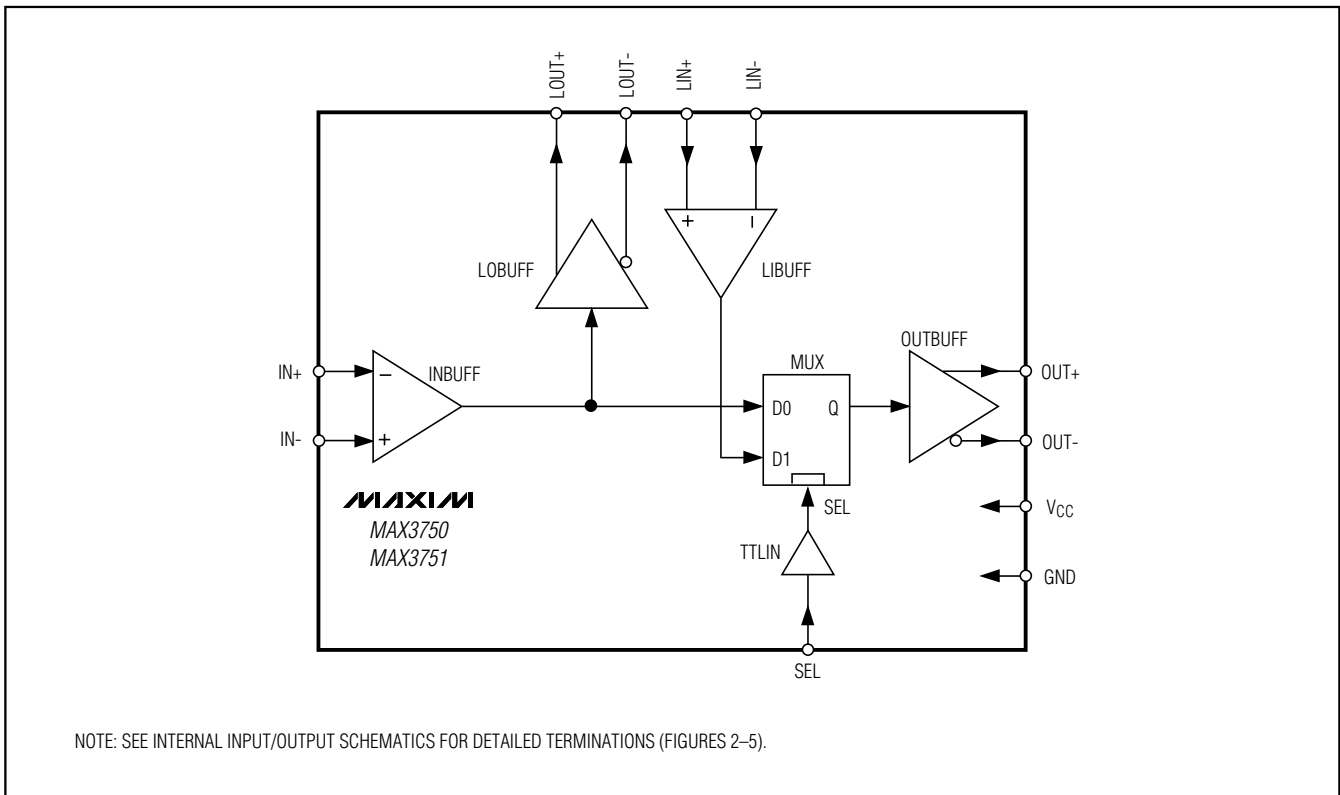 LOUT+
LOUT-
LIN+
LIN-
+ −
LOBUFF
LIBUFF
IN+
−
INBUFF
IN-
+
MUX
D0 Q
D1
SEL
OUTBUFF
OUT+
OUT-
MAXIM
MAX3750
MAX3751
TTLIN
VCC
GND
SEL
NOTE: SEE INTERNAL INPUT/OUTPUT SCHEMATICS FOR DETAILED TERMINATIONS (FIGURES 2–5).